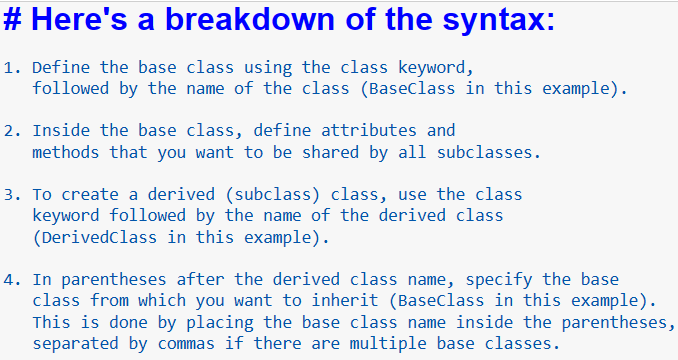 # Here's a breakdown of the syntax:
1. Define the base class using the class keyword,
followed by the name of the class (BaseClass in this example).
2. Inside the base class, define attributes and
methods that you want to be shared by all subclasses.
3. To create a derived (subclass) class, use the class
keyword followed by the name of the derived class
(DerivedClass in this example).
4. In parentheses after the derived class name, specify the base
class from which you want to inherit (BaseClass in this example).
This is done by placing the base class name inside the parentheses,
separated by commas if there are multiple base classes.